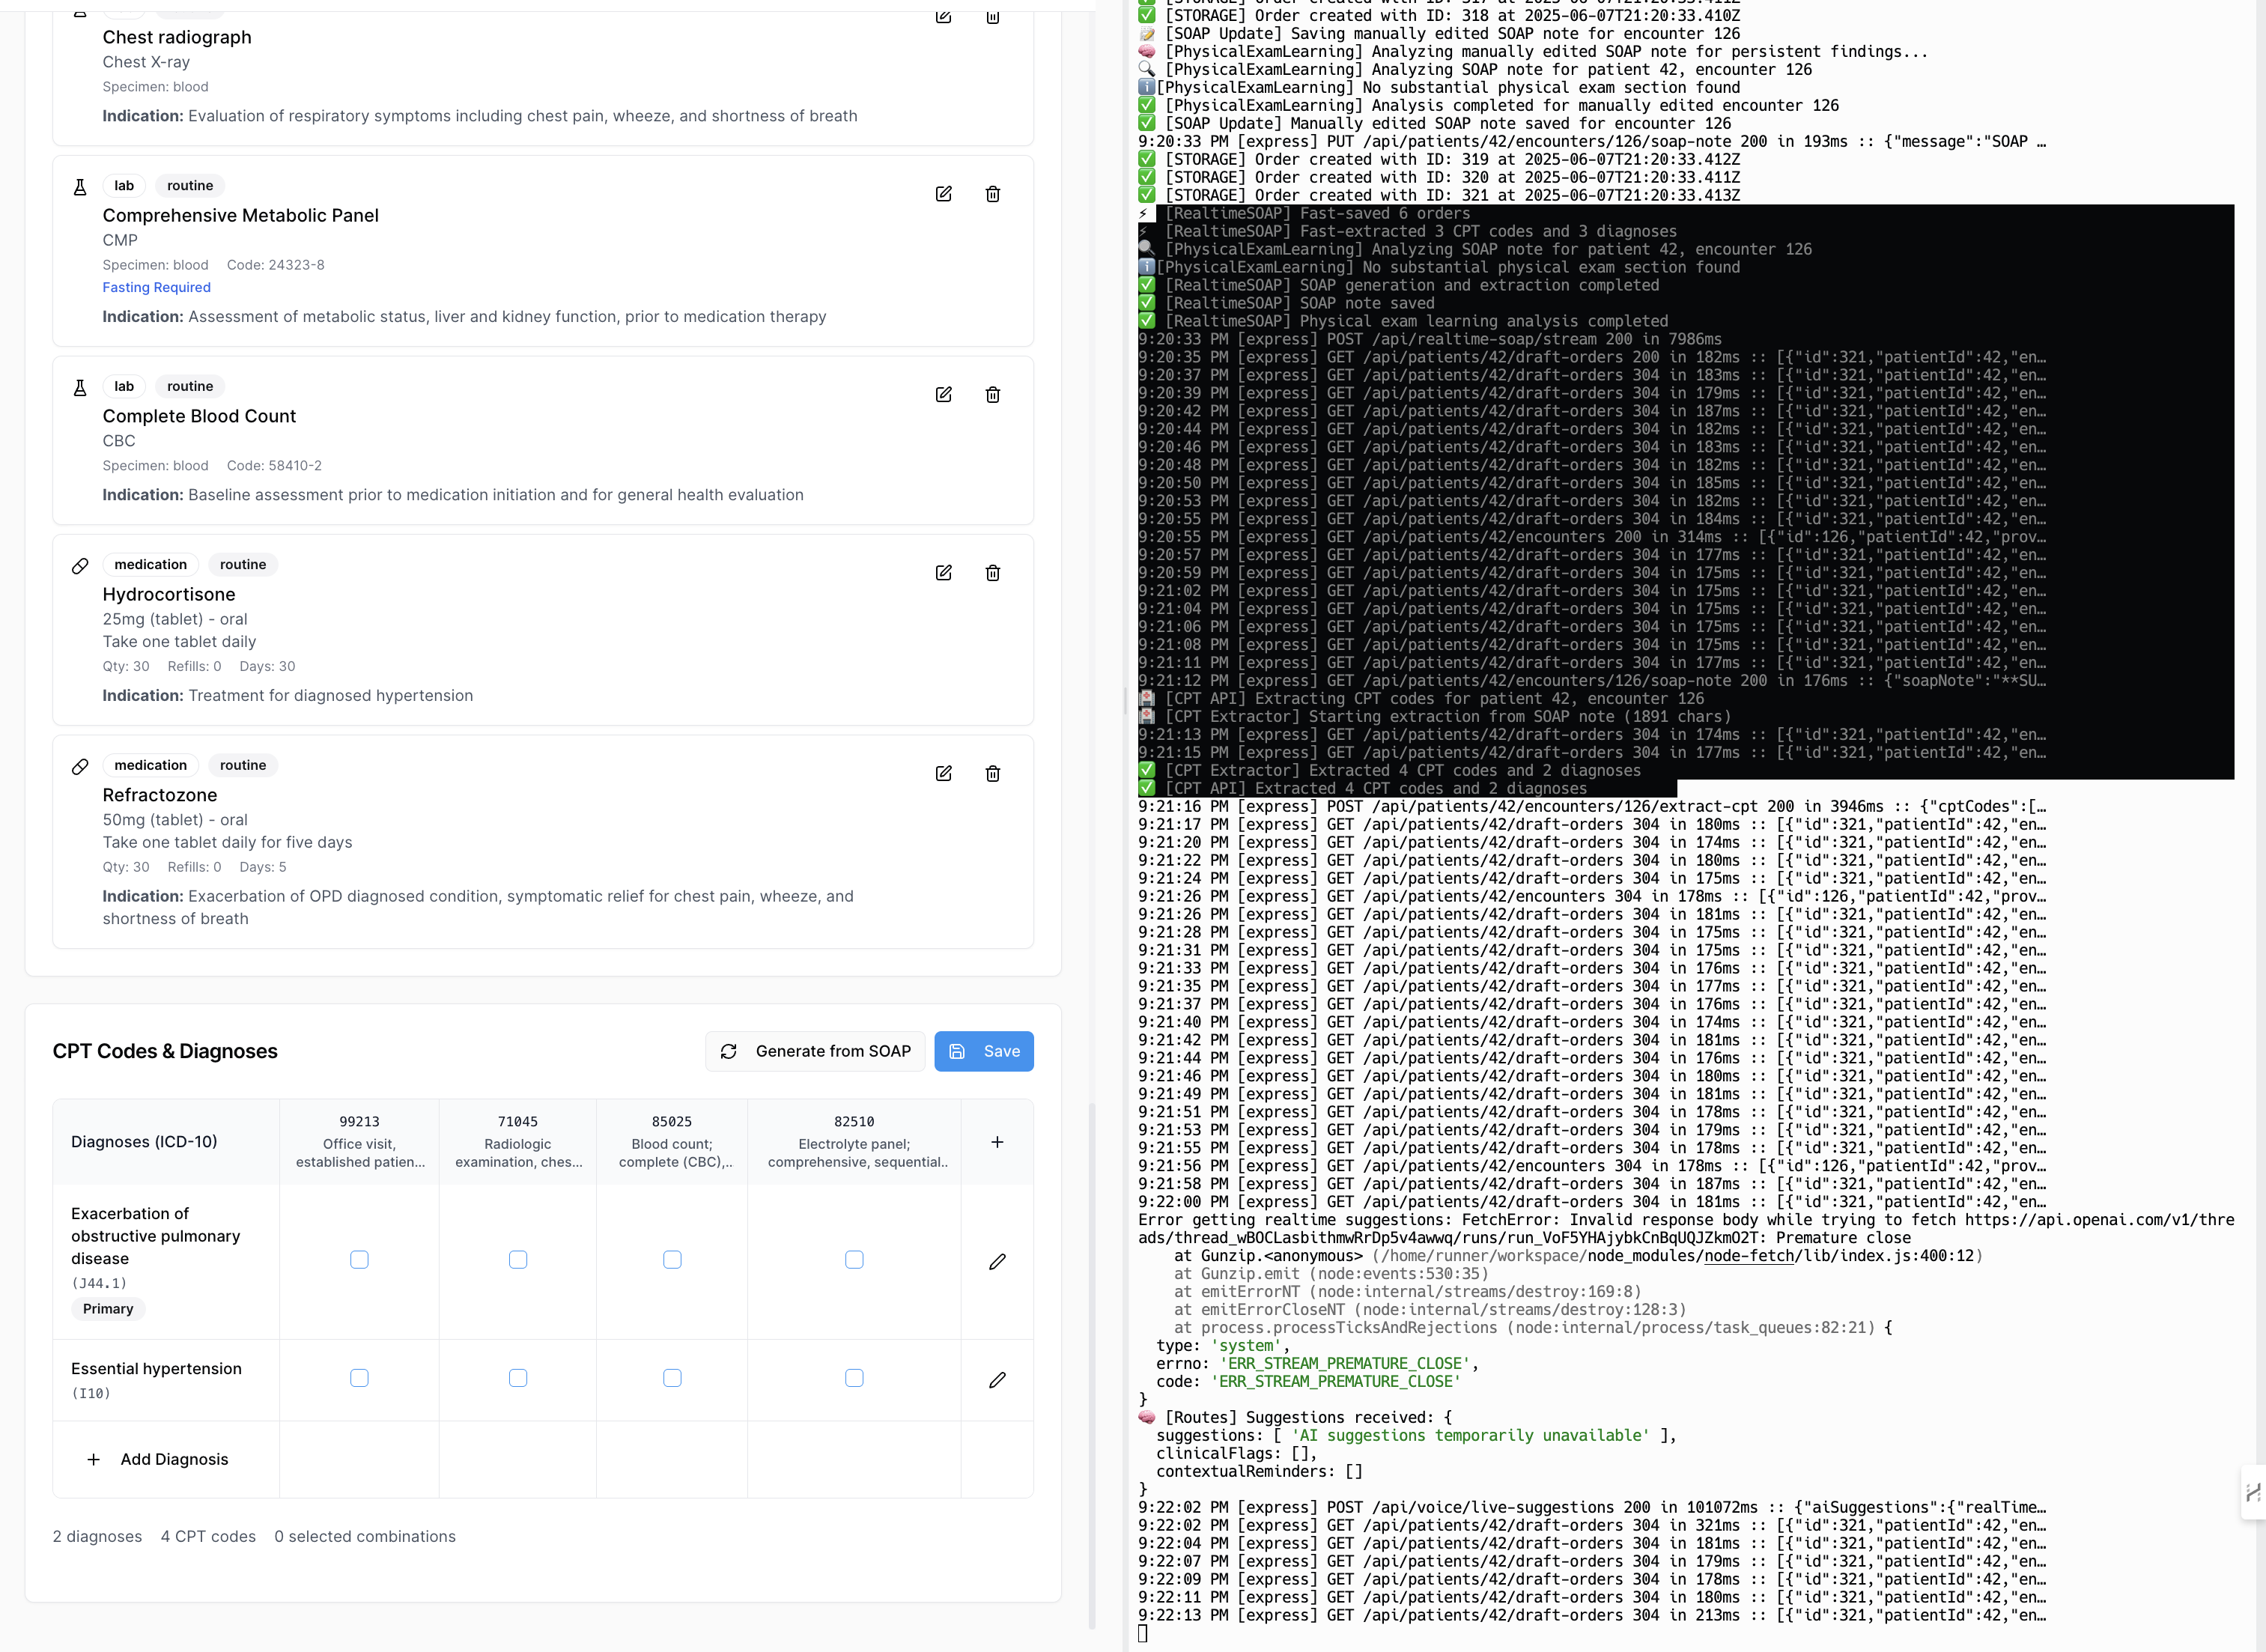 Chest radiograph
Chest X-ray
Specimen: blood
Indication: Evaluation of respiratory symptoms including chest pain, wheeze, and shortness of breath
lab routine
Comprehensive Metabolic Panel
CMP
Specimen: blood Code: 24323-8
Fasting Required
Indication: Assessment of metabolic status, liver and kidney function, prior to medication therapy
lab routine
Complete Blood Count
CBC
Specimen: blood Code: 58410-2
Indication: Baseline assessment prior to medication initiation and for general health evaluation
medication routine
Hydrocortisone
25mg (tablet) - oral
Take one tablet daily
Qty: 30 Refills: 0 Days: 30
Indication: Treatment for diagnosed hypertension
medication routine
Refractozone
50mg (tablet) - oral
Take one tablet daily for five days
Qty: 30 Refills: 0 Days: 5
Indication: Exacerbation of OPD diagnosed condition, symptomatic relief for chest pain, wheeze, and
shortness of breath
CPT Codes & Diagnoses
Generate from SOAP
Save
Diagnoses (ICD-10)
99213
Office visit,
established patien...
71045
Radiologic
examination, ches...
85025
Blood count;
complete (CBC),..
82510
Electrolyte panel;
comprehensive, sequential..
+
Exacerbation of
obstructive pulmonary
disease
(J44.1)
Primary
Essential hypertension
(I10)
+ Add Diagnosis
2 diagnoses 4 CPT codes 0 selected combinations
✅ [STORAGE] Order created with ID: 318 at 2025-06-07T21:20:33.410Z
📝 [SOAP Update] Saving manually edited SOAP note for encounter 126
🧠 [PhysicalExamLearning] Analyzing manually edited SOAP note for persistent findings...
🔍 [PhysicalExamLearning] Analyzing SOAP note for patient 42, encounter 126
ℹ️[PhysicalExamLearning] No substantial physical exam section found
✅ [PhysicalExamLearning] Analysis completed for manually edited encounter 126
✅ [SOAP Update] Manually edited SOAP note saved for encounter 126
9:20:33 PM [express] PUT /api/patients/42/encounters/126/soap-note 200 in 193ms :: {"message":"SOAP …
✅ [STORAGE] Order created with ID: 319 at 2025-06-07T21:20:33.412Z
✅ [STORAGE] Order created with ID: 320 at 2025-06-07T21:20:33.411Z
✅ [STORAGE] Order created with ID: 321 at 2025-06-07T21:20:33.413Z
⚡ [RealtimeSOAP] Fast-saved 6 orders
⚡ [RealtimeSOAP] Fast-extracted 3 CPT codes and 3 diagnoses
🔍 [PhysicalExamLearning] Analyzing SOAP note for patient 42, encounter 126
ℹ️[PhysicalExamLearning] No substantial physical exam section found
✅ [RealtimeSOAP] SOAP generation and extraction completed
✅ [RealtimeSOAP] SOAP note saved
✅ [RealtimeSOAP] Physical exam learning analysis completed
9:20:33 PM [express] POST /api/realtime-soap/stream 200 in 7986ms
9:20:35 PM [express] GET /api/patients/42/draft-orders 200 in 182ms :: [{"id":321,"patientId":42,"en…
9:20:37 PM [express] GET /api/patients/42/draft-orders 304 in 183ms :: [{"id":321,"patientId":42,"en…
9:20:39 PM [express] GET /api/patients/42/draft-orders 304 in 179ms :: [{"id":321,"patientId":42,"en…
9:20:42 PM [express] GET /api/patients/42/draft-orders 304 in 187ms :: [{"id":321,"patientId":42,"en…
9:20:44 PM [express] GET /api/patients/42/draft-orders 304 in 182ms :: [{"id":321,"patientId":42,"en…
9:20:46 PM [express] GET /api/patients/42/draft-orders 304 in 183ms :: [{"id":321,"patientId":42,"en…
9:20:48 PM [express] GET /api/patients/42/draft-orders 304 in 182ms :: [{"id":321,"patientId":42,"en…
9:20:50 PM [express] GET /api/patients/42/draft-orders 304 in 185ms :: [{"id":321,"patientId":42,"en…
9:20:53 PM [express] GET /api/patients/42/draft-orders 304 in 182ms :: [{"id":321,"patientId":42,"en…
9:20:55 PM [express] GET /api/patients/42/draft-orders 304 in 184ms :: [{"id":321,"patientId":42,"en…
9:20:55 PM [express] GET /api/patients/42/encounters 200 in 314ms :: [{"id":126,"patientId":42,"prov…
9:20:57 PM [express] GET /api/patients/42/draft-orders 304 in 177ms :: [{"id":321,"patientId":42,"en…
9:20:59 PM [express] GET /api/patients/42/draft-orders 304 in 175ms :: [{"id":321,"patientId":42,"en…
9:21:02 PM [express] GET /api/patients/42/draft-orders 304 in 175ms :: [{"id":321,"patientId":42,"en…
9:21:04 PM [express] GET /api/patients/42/draft-orders 304 in 175ms :: [{"id":321,"patientId":42,"en…
9:21:06 PM [express] GET /api/patients/42/draft-orders 304 in 175ms :: [{"id":321,"patientId":42,"en…
9:21:08 PM [express] GET /api/patients/42/draft-orders 304 in 175ms :: [{"id":321,"patientId":42,"en…
9:21:11 PM [express] GET /api/patients/42/draft-orders 304 in 177ms :: [{"id":321,"patientId":42,"en…
9:21:12 PM [express] GET /api/patients/42/encounters/126/soap-note 200 in 176ms :: {"soapNote":"**SU…
🏥 [CPT API] Extracting CPT codes for patient 42, encounter 126
🏥 [CPT Extractor] Starting extraction from SOAP note (1891 chars)
9:21:13 PM [express] GET /api/patients/42/draft-orders 304 in 174ms :: [{"id":321,"patientId":42,"en…
9:21:15 PM [express] GET /api/patients/42/draft-orders 304 in 177ms :: [{"id":321,"patientId":42,"en…
✅ [CPT Extractor] Extracted 4 CPT codes and 2 diagnoses
✅ [CPT API] Extracted 4 CPT codes and 2 diagnoses
9:21:16 PM [express] POST /api/patients/42/encounters/126/extract-cpt 200 in 3946ms :: {"cptCodes":[…
9:21:17 PM [express] GET /api/patients/42/draft-orders 304 in 180ms :: [{"id":321,"patientId":42,"en…
9:21:20 PM [express] GET /api/patients/42/draft-orders 304 in 174ms :: [{"id":321,"patientId":42,"en…
9:21:22 PM [express] GET /api/patients/42/draft-orders 304 in 180ms :: [{"id":321,"patientId":42,"en…
9:21:24 PM [express] GET /api/patients/42/draft-orders 304 in 175ms :: [{"id":321,"patientId":42,"en…
9:21:26 PM [express] GET /api/patients/42/encounters 304 in 178ms :: [{"id":126,"patientId":42,"prov…
9:21:26 PM [express] GET /api/patients/42/draft-orders 304 in 181ms :: [{"id":321,"patientId":42,"en…
9:21:28 PM [express] GET /api/patients/42/draft-orders 304 in 175ms :: [{"id":321,"patientId":42,"en…
9:21:31 PM [express] GET /api/patients/42/draft-orders 304 in 175ms :: [{"id":321,"patientId":42,"en…
9:21:33 PM [express] GET /api/patients/42/draft-orders 304 in 176ms :: [{"id":321,"patientId":42,"en…
9:21:35 PM [express] GET /api/patients/42/draft-orders 304 in 177ms :: [{"id":321,"patientId":42,"en…
9:21:37 PM [express] GET /api/patients/42/draft-orders 304 in 176ms :: [{"id":321,"patientId":42,"en…
9:21:40 PM [express] GET /api/patients/42/draft-orders 304 in 174ms :: [{"id":321,"patientId":42,"en…
9:21:42 PM [express] GET /api/patients/42/draft-orders 304 in 181ms :: [{"id":321,"patientId":42,"en…
9:21:44 PM [express] GET /api/patients/42/draft-orders 304 in 176ms :: [{"id":321,"patientId":42,"en…
9:21:46 PM [express] GET /api/patients/42/draft-orders 304 in 180ms :: [{"id":321,"patientId":42,"en…
9:21:49 PM [express] GET /api/patients/42/draft-orders 304 in 181ms :: [{"id":321,"patientId":42,"en…
9:21:51 PM [express] GET /api/patients/42/draft-orders 304 in 178ms :: [{"id":321,"patientId":42,"en…
9:21:53 PM [express] GET /api/patients/42/draft-orders 304 in 179ms :: [{"id":321,"patientId":42,"en…
9:21:55 PM [express] GET /api/patients/42/draft-orders 304 in 178ms :: [{"id":321,"patientId":42,"en…
9:21:56 PM [express] GET /api/patients/42/encounters 304 in 178ms :: [{"id":126,"patientId":42,"prov…
9:21:58 PM [express] GET /api/patients/42/draft-orders 304 in 187ms :: [{"id":321,"patientId":42,"en…
9:22:00 PM [express] GET /api/patients/42/draft-orders 304 in 181ms :: [{"id":321,"patientId":42,"en…
Error getting realtime suggestions: FetchError: Invalid response body while trying to fetch https://api.openai.com/v1/thre
ads/thread_wBOCLasbithmwRrDp5v4awwq/runs/run_VoF5YHAjybkCnBqUQJZkmO2T: Premature close
at Gunzip.<anonymous> (/home/runner/workspace/node_modules/node-fetch/lib/index.js:400:12)
at Gunzip.emit (node:events:530:35)
at emitErrorNT (node:internal/streams/destroy:169:8)
at emitErrorCloseNT (node:internal/streams/destroy:128:3)
at process.processTicksAndRejections (node:internal/process/task_queues:82:21) {
type: 'system',
errno: 'ERR_STREAM_PREMATURE_CLOSE',
code: 'ERR_STREAM_PREMATURE_CLOSE'
}
🧠 [Routes] Suggestions received: {
suggestions: [ 'AI suggestions temporarily unavailable' ],
clinicalFlags: [],
contextualReminders: []
}
9:22:02 PM [express] POST /api/voice/live-suggestions 200 in 101072ms :: {"aiSuggestions":{"realTime…
9:22:02 PM [express] GET /api/patients/42/draft-orders 304 in 321ms :: [{"id":321,"patientId":42,"en…
9:22:04 PM [express] GET /api/patients/42/draft-orders 304 in 181ms :: [{"id":321,"patientId":42,"en…
9:22:07 PM [express] GET /api/patients/42/draft-orders 304 in 179ms :: [{"id":321,"patientId":42,"en…
9:22:09 PM [express] GET /api/patients/42/draft-orders 304 in 178ms :: [{"id":321,"patientId":42,"en…
9:22:11 PM [express] GET /api/patients/42/draft-orders 304 in 180ms :: [{"id":321,"patientId":42,"en…
9:22:13 PM [express] GET /api/patients/42/draft-orders 304 in 213ms :: [{"id":321,"patientId":42,"en…